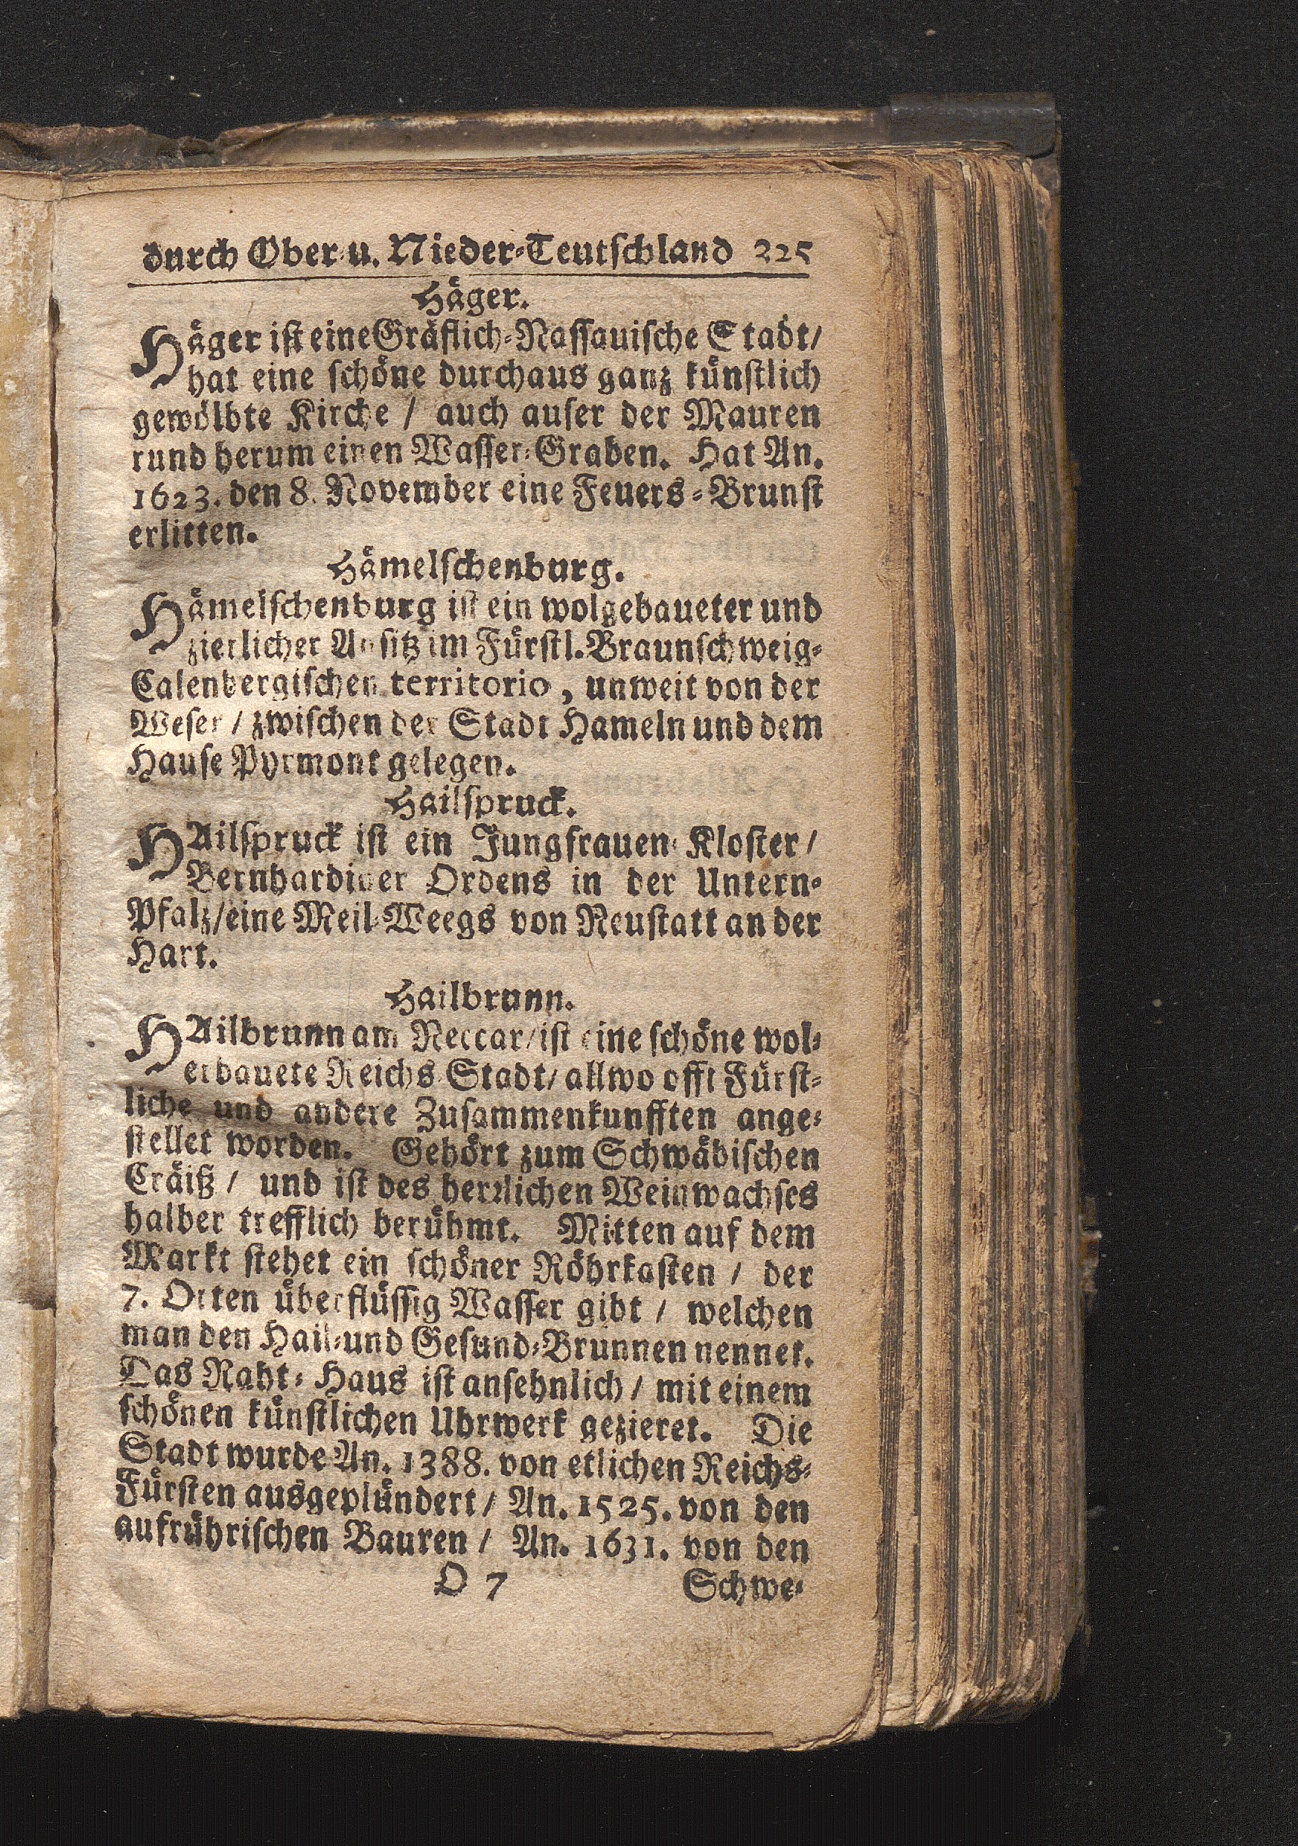 durch Ober- u. Nieder-Teutschland 225
Häger.
Häger ist eine Gräflich-Nassauische Stadt/
hat eine schöne durchaus ganz künstlich
gewölbte Kirche / auch auser der Mauren
rund herum einen Wasser-Graben. Hat An.
1623. den 8. November eine Feuers-Brunst
erlitten.
Hämelschenburg.
Hämelschenburg ist ein wolgebaueter und
zierlicher Ansitz im Fürstl. Braunschweig-
Calenbergischen territorio, unweit von der
Weser / zwischen der Stadt Hameln und dem
Hause Pyrmont gelegen.
Hailspruck.
HAilspruck ist ein Jungfrauen-Kloster /
Bernhardiner Ordens in der Untern-
Pfalz/eine Meil-Weegs von Neustatt an der
Hart.
Hailbrunn.
HAilbrunn am Neccar/ist eine schöne wol-
erbauete Reichs-Stadt/ allwo offt Fürst-
liche und andere Zusammenkunfften ange-
stellet worden. Gehört zum Schwäbischen
Cräiß / und ist des herrlichen Weinwachses
halber trefflich berühmt. Mitten auf dem
Markt stehet ein schöner Röhrkasten / der
7. Orten überflüssig Wasser gibt / welchen
man den Hail-und Gesund-Brunnen nennet.
Das Raht-Haus ist ansehnlich / mit einem
schönen künstlichen Uhrwerk gezieret. Die
Stadt wurde An. 1388. von etlichen Reichs-
Fürsten ausgeplündert / An. 1525. von den
aufrührischen Bauren / An. 1631. von den
O 7 Schwe-